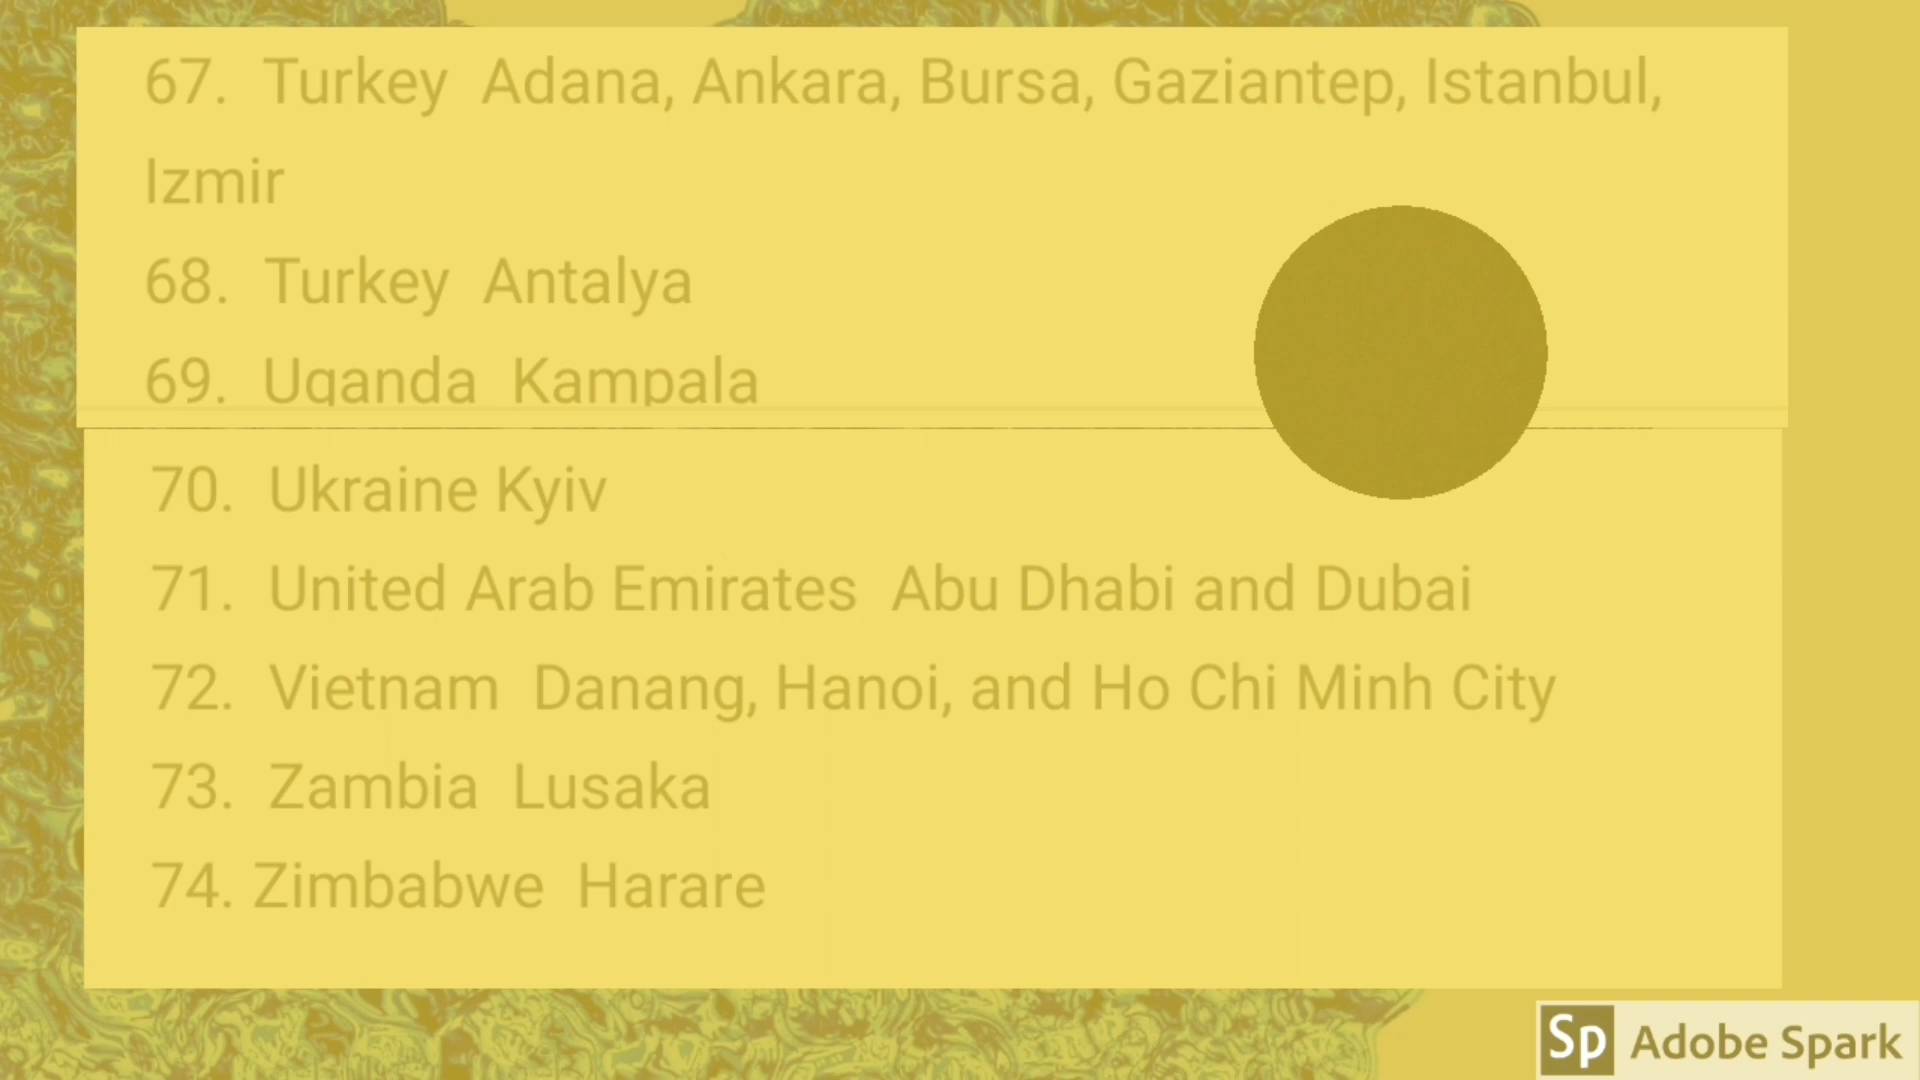 67. Turkey Adana, Ankara, Bursa, Gaziantep, Istanbul,
Izmir
68. Turkey Antalya
69. Uganda Kampala
70. Ukraine Kyiv
71. United Arab Emirates Abu Dhabi and Dubai
72. Vietnam Danang, Hanoi, and Ho Chi Minh City
73. Zambia Lusaka
74. Zimbabwe Harare
Sp Adobe Spark